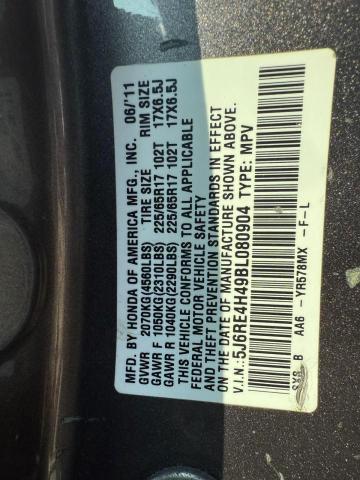 MFD. BY HONDA OF AMERICA MFG., INC. 06/'11
GVWR 2070KG(4560LBS) TIRE SIZE RIM SIZE
GAWR F 1050KG(2310LBS) 225/65R17 102T 17X6.5J
GAWR R 1040KG(2290LBS) 225/65R17 102T 17X6.5J
THIS VEHICLE CONFORMS TO ALL APPLICABLE
FEDERAL MOTOR VEHICLE SAFETY
AND THEFT PREVENTION STANDARDS IN EFFECT
ON THE DATE OF MANUFACTURE SHOWN ABOVE.
V.I.N.:5J6RE4H49BL080904 TYPE: MPV
B AA6 -YR578MX -F-L